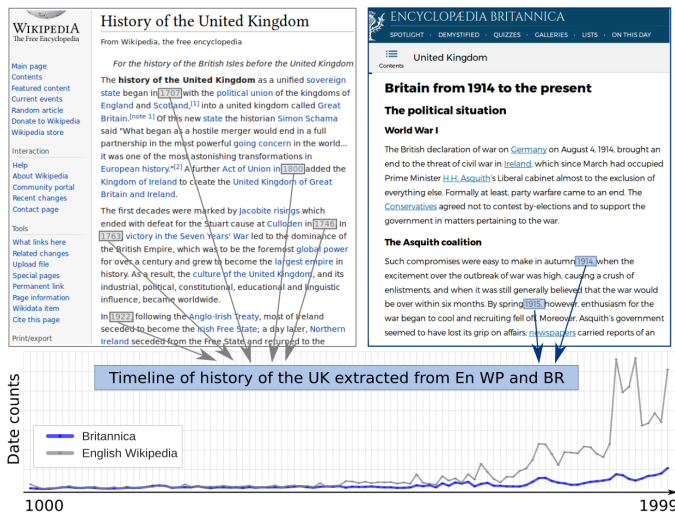 WIKIPEDIA
The Free Encyclopedia
Main page
Contents
Featured content
Current events
Random article
Donate to Wikipedia
Wikipedia store
Interaction
Help
About Wikipedia
Community portal
Recent changes
Contact page
Tools
What links here
Related changes
Upload file
Special pages
Permanent link
Page information
Wikidata item
Cite this page
Print/export
History of the United Kingdom
From Wikipedia, the free encyclopedia
For the history of the British Isles before the United Kingdom
The history of the United Kingdom as a unified sovereign
state began in 1707 with the political union of the kingdoms of
England and Scotland,[1] into a united kingdom called Great
Britain.[note 1] Of this new state the historian Simon Schama
said "What began as a hostile merger would end in a full
partnership in the most powerful going concern in the world...
it was one of the most astonishing transformations in
European history."[2] A further Act of Union in 1800 added the
Kingdom of Ireland to create the United Kingdom of Great
Britain and Ireland.
The first decades were marked by Jacobite risings which
ended with defeat for the Stuart cause at Culloden in 1746. In
1763, victory in the Seven Years' War led to the dominance of
the British Empire, which was to be the foremost global power
for over a century and grew to become the largest empire in
history. As a result, the culture of the United Kingdom, and its
industrial, political, constitutional, educational and linguistic
influence, became worldwide.
In 1922, following the Anglo-Irish Treaty, most of Ireland
seceded to become the Irish Free State; a day later, Northern
Ireland seceded from the Free State and returned to the
ENCYCLOPÆDIA BRITANNICA
SPOTLIGHT · DEMYSTIFIED · QUIZZES · GALLERIES · LISTS · ON THIS DAY
Contents
United Kingdom
Britain from 1914 to the present
The political situation
World War I
The British declaration of war on Germany on August 4, 1914, brought an
end to the threat of civil war in Ireland, which since March had occupied
Prime Minister H.H. Asquith's Liberal cabinet almost to the exclusion of
everything else. Formally at least, party warfare came to an end. The
Conservatives agreed not to contest by-elections and to support the
government in matters pertaining to the war.
The Asquith coalition
Such compromises were easy to make in autumn 1914, when the
excitement over the outbreak of war was high, causing a crush of
enlistments, and when it was still generally believed that the war would
be over within six months. By spring 1915, however, enthusiasm for the
war began to cool and recruiting fell off. Moreover, Asquith's government
seemed to have lost its grip on affairs; newspapers carried reports of an
Timeline of history of the UK extracted from En WP and BR
Date counts
Britannica
English Wikipedia
1000
1999